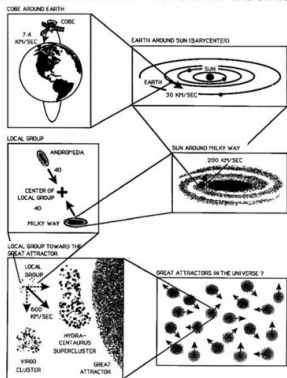 COBE AROUND EARTH
COBE
7.4
KM/SEC
EARTH AROUND SUN (BARYCENTER)
SUN
EARTH
30 KM/SEC
LOCAL GROUP
ANDROMEDA
40
CENTER OF
LOCAL GROUP
40
MILKY WAY
SUN AROUND MILKY WAY
200 KM/SEC
LOCAL GROUP TOWARD THE
GREAT ATTRACTOR
LOCAL
GROUP
600
KM/SEC
HYDRA-
CENTAURUS
SUPERCLUSTER
VIRGO
CLUSTER
GREAT
ATTRACTOR
GREAT ATTRACTORS IN THE UNIVERSE ?